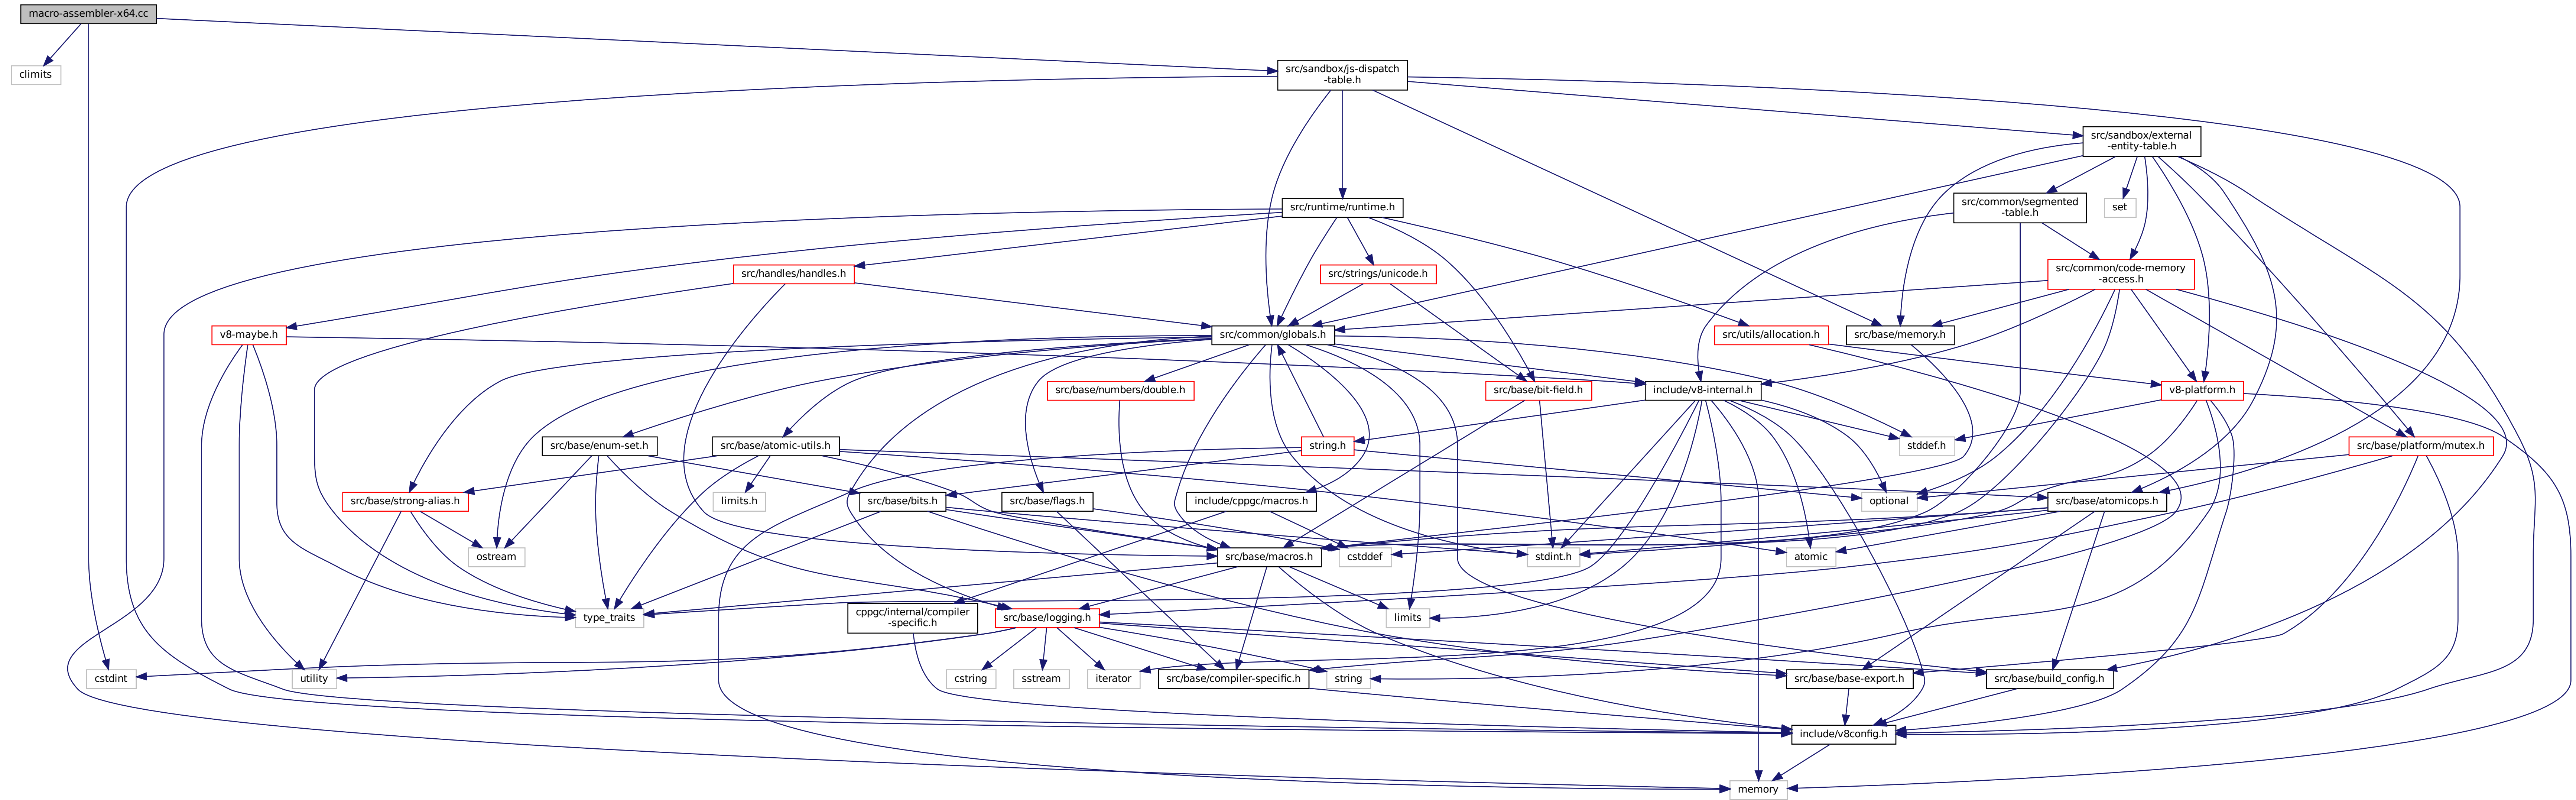 macro-assembler-x64.cc
climits
src/sandbox/js-dispatch
-table.h
src/sandbox/external
-entity-table.h
src/runtime/runtime.h
src/common/segmented
-table.h
set
src/handles/handles.h
src/strings/unicode.h
src/common/code-memory
-access.h
v8-maybe.h
src/common/globals.h
src/utils/allocation.h
src/base/memory.h
src/base/numbers/double.h
src/base/bit-field.h
include/v8-internal.h
v8-platform.h
src/base/enum-set.h
src/base/atomic-utils.h
string.h
stddef.h
src/base/platform/mutex.h
src/base/strong-alias.h
limits.h
src/base/bits.h
src/base/flags.h
include/cppgc/macros.h
optional
src/base/atomicops.h
ostream
src/base/macros.h
cstddef
stdint.h
atomic
type_traits
cppgc/internal/compiler
-specific.h
src/base/logging.h
limits
cstdint
utility
cstring
sstream
iterator
src/base/compiler-specific.h
string
src/base/base-export.h
src/base/build_config.h
include/v8config.h
memory